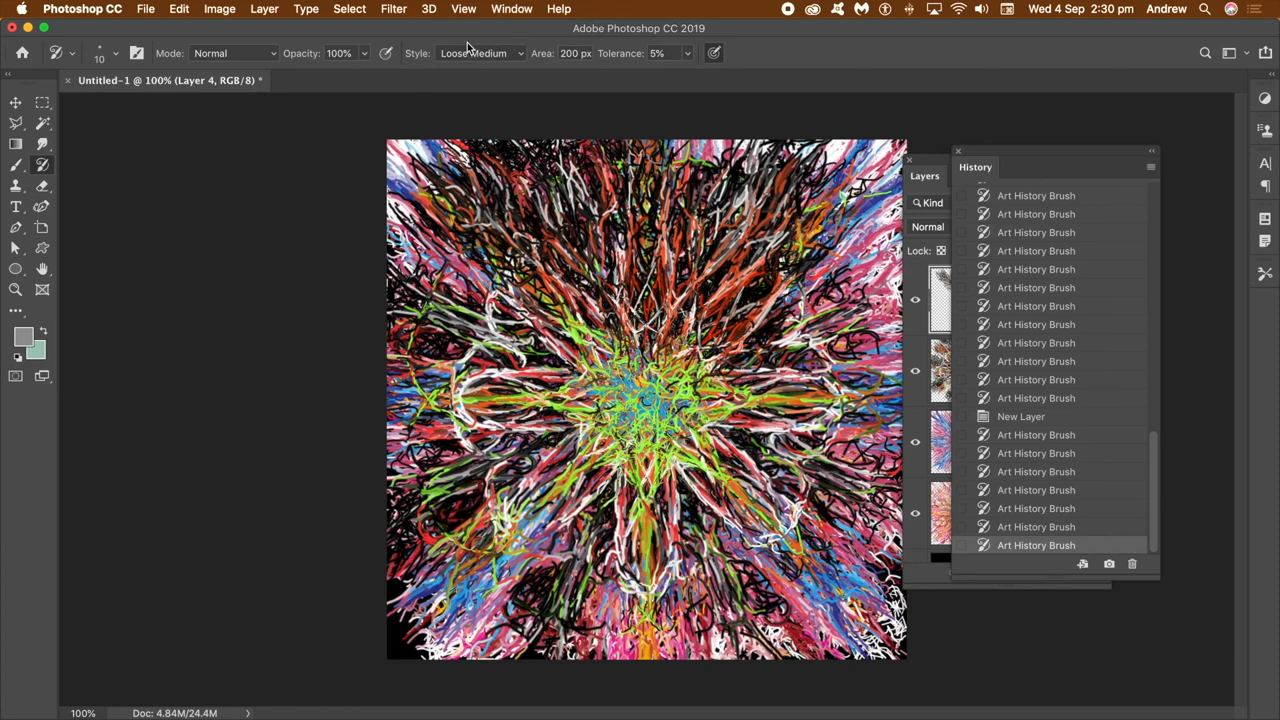 Photoshop CC File Edit Image Layer Type Select Filter 3D View Window Help Wed 4 Sep 2:30 pm Andrew
Adobe Photoshop CC 2019
10 Mode: Normal Opacity: 100% Style: Loose Medium Area: 200 px Tolerance: 5%
Untitled-1 @ 100% (Layer 4, RGB/8) *
History
Layers
Kind
Normal
Lock:
Art History Brush
Art History Brush
Art History Brush
Art History Brush
Art History Brush
Art History Brush
Art History Brush
Art History Brush
Art History Brush
Art History Brush
Art History Brush
Art History Brush
New Layer
Art History Brush
Art History Brush
Art History Brush
Art History Brush
Art History Brush
Art History Brush
Art History Brush
100% Doc: 4.84M/24.4M